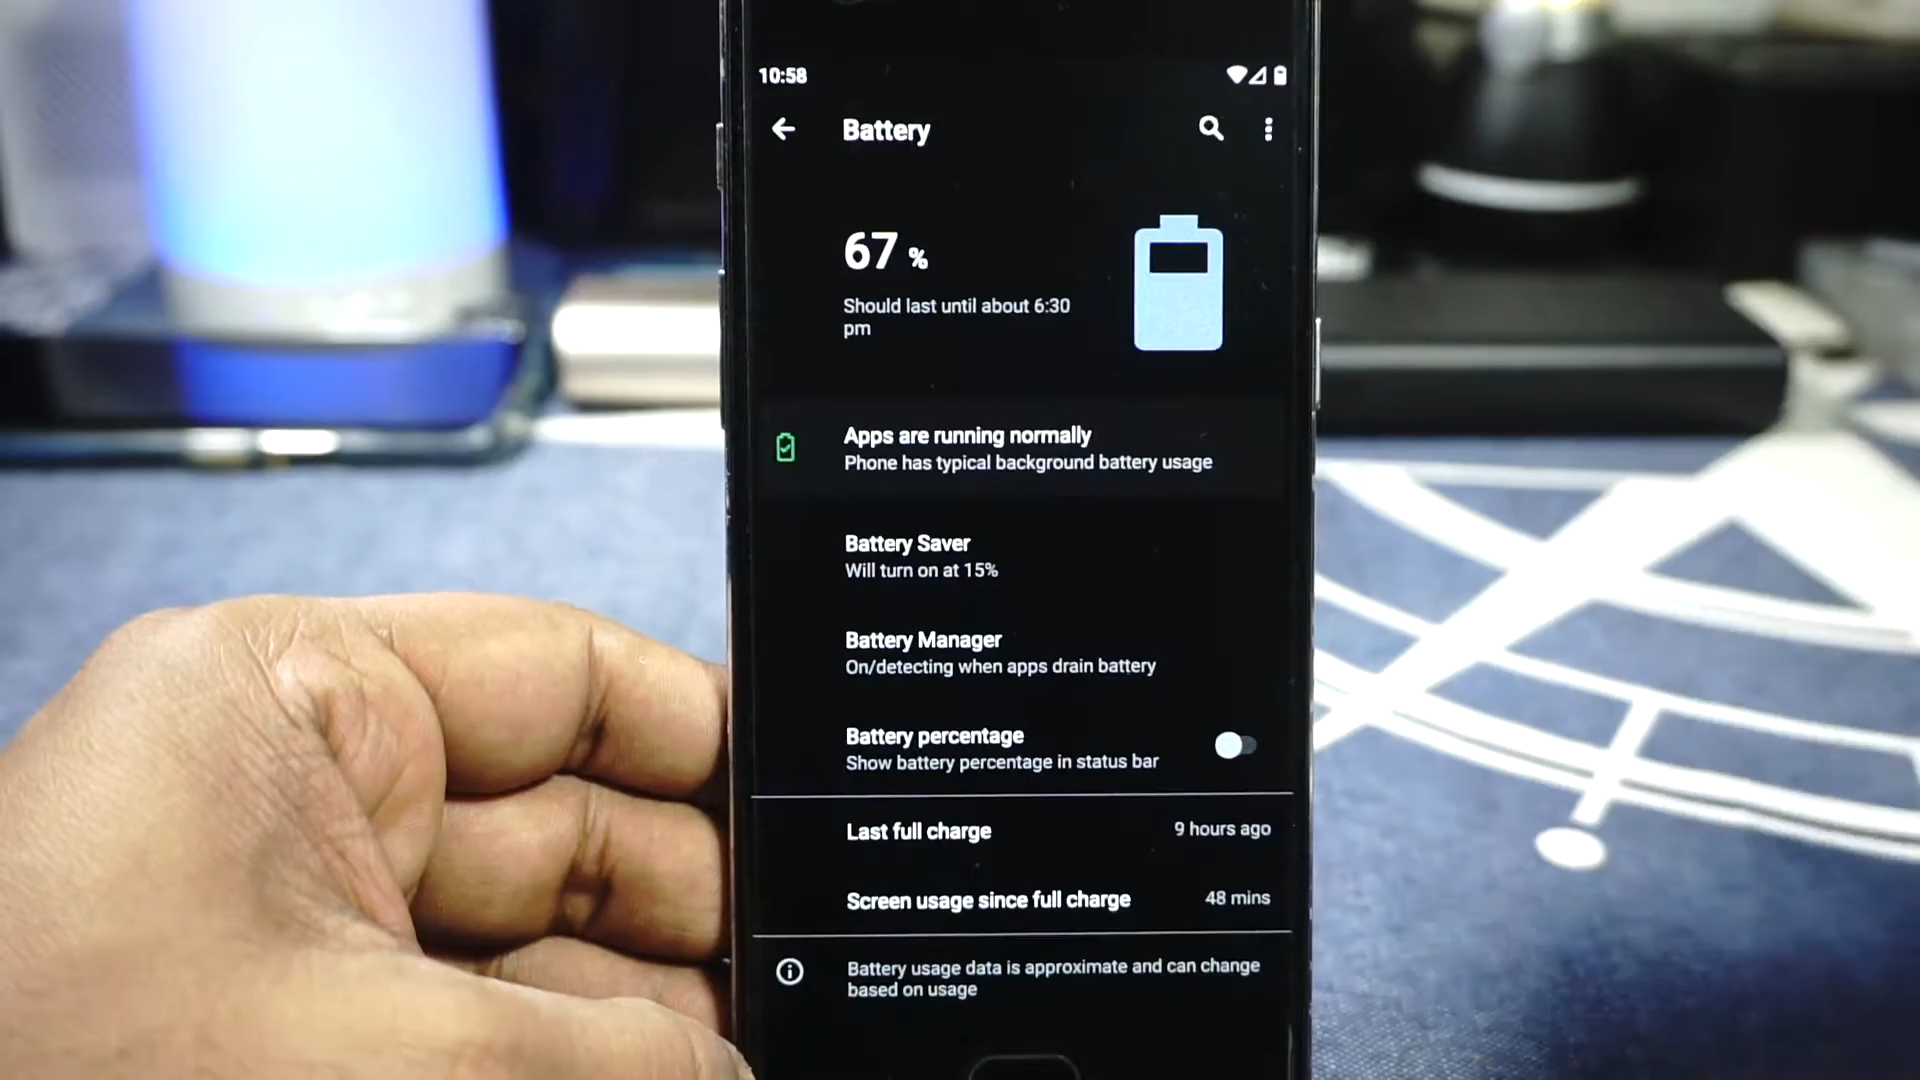 10:58
Battery
67 %
Should last until about 6:30
pm
Apps are running normally
Phone has typical background battery usage
Battery Saver
Will turn on at 15%
Battery Manager
On/detecting when apps drain battery
Battery percentage
Show battery percentage in status bar
Last full charge
9 hours ago
Screen usage since full charge
48 mins
Battery usage data is approximate and can change
based on usage